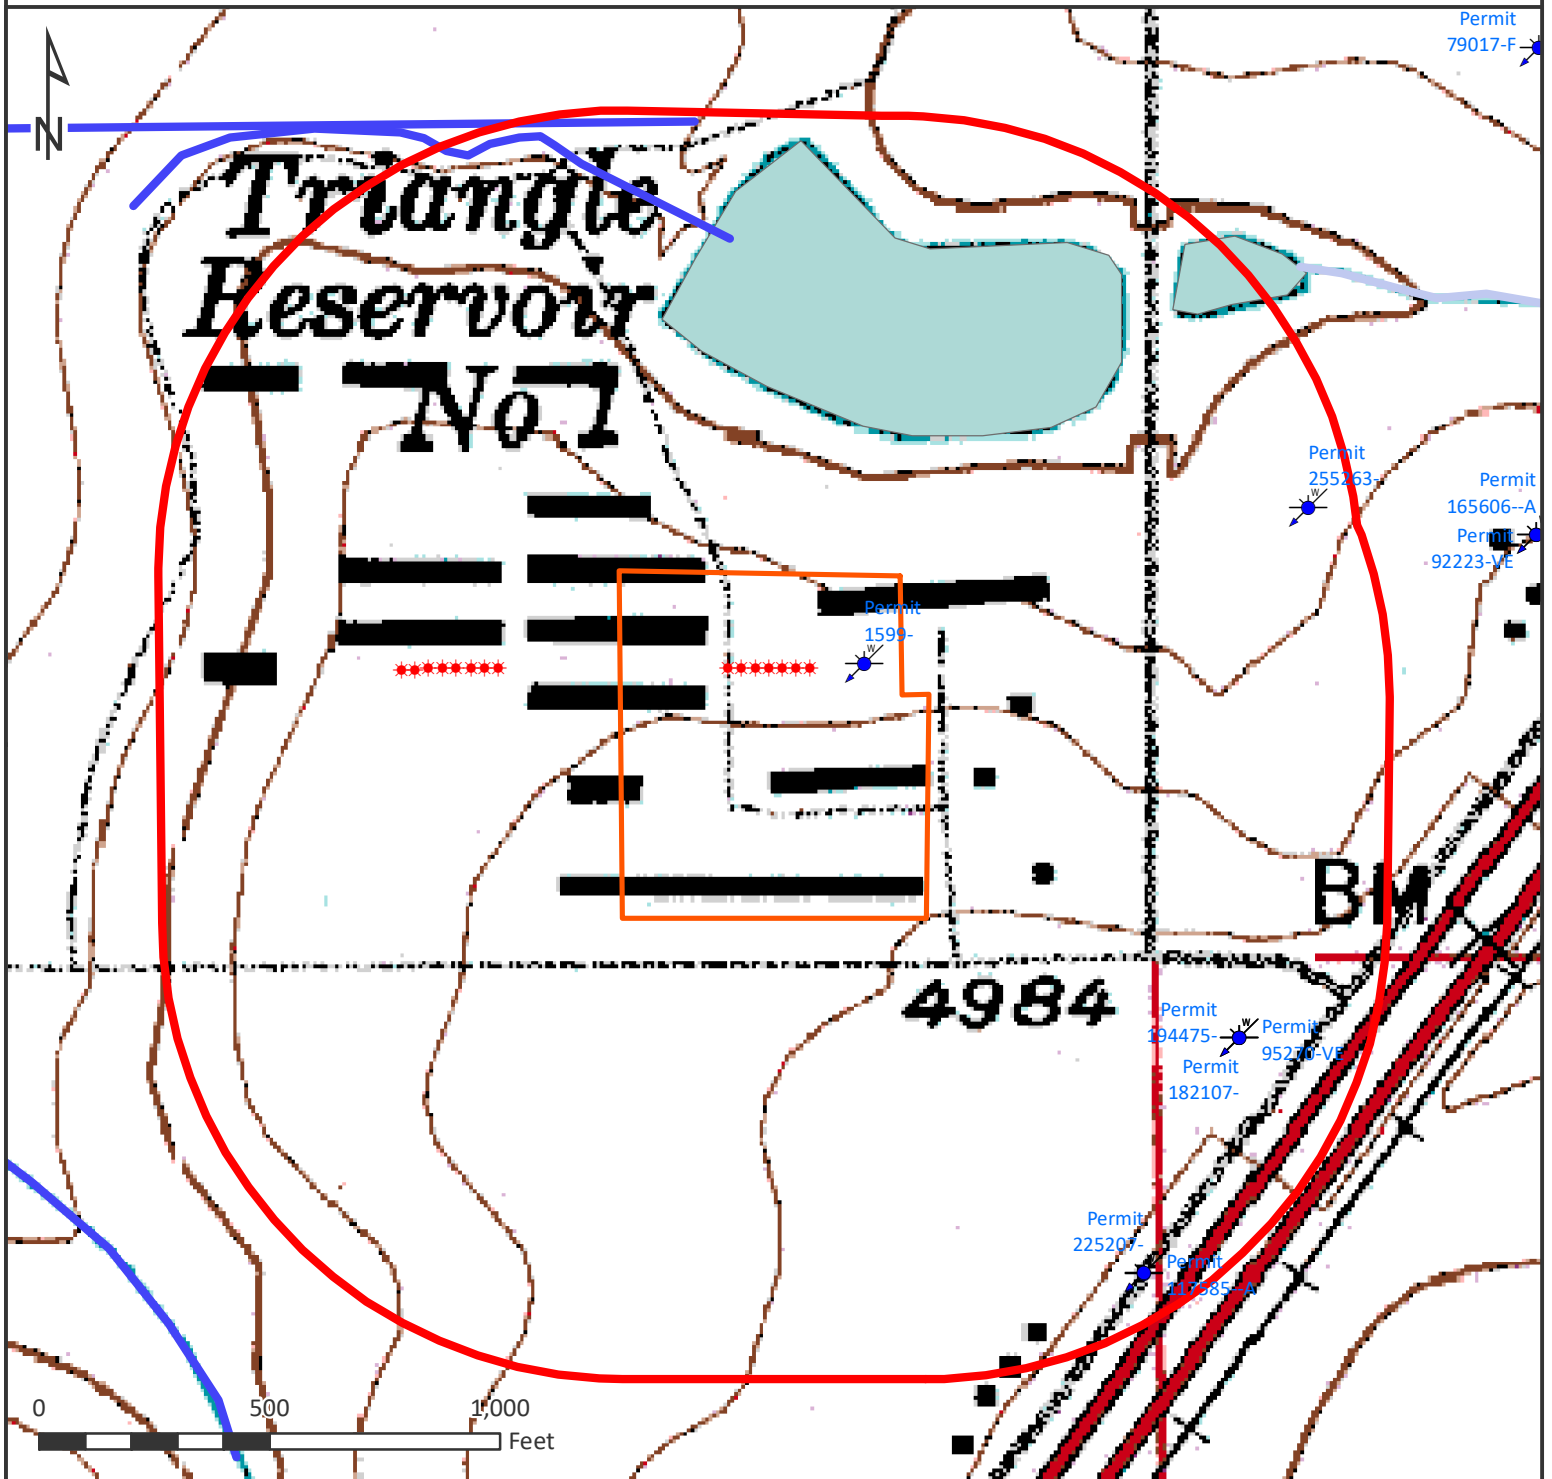 Permit
79017-F
N
Triangle
Reservoir
No 1
Permit
255263-
W
Permit
165606--A
Permit
92223-VE
Permit
1599-
W
BM
4984
Permit
194475-
W
Permit
95270-VE
Permit
182107-
Permit
225207-
Permit
117585--A
0 500 1,000
Feet